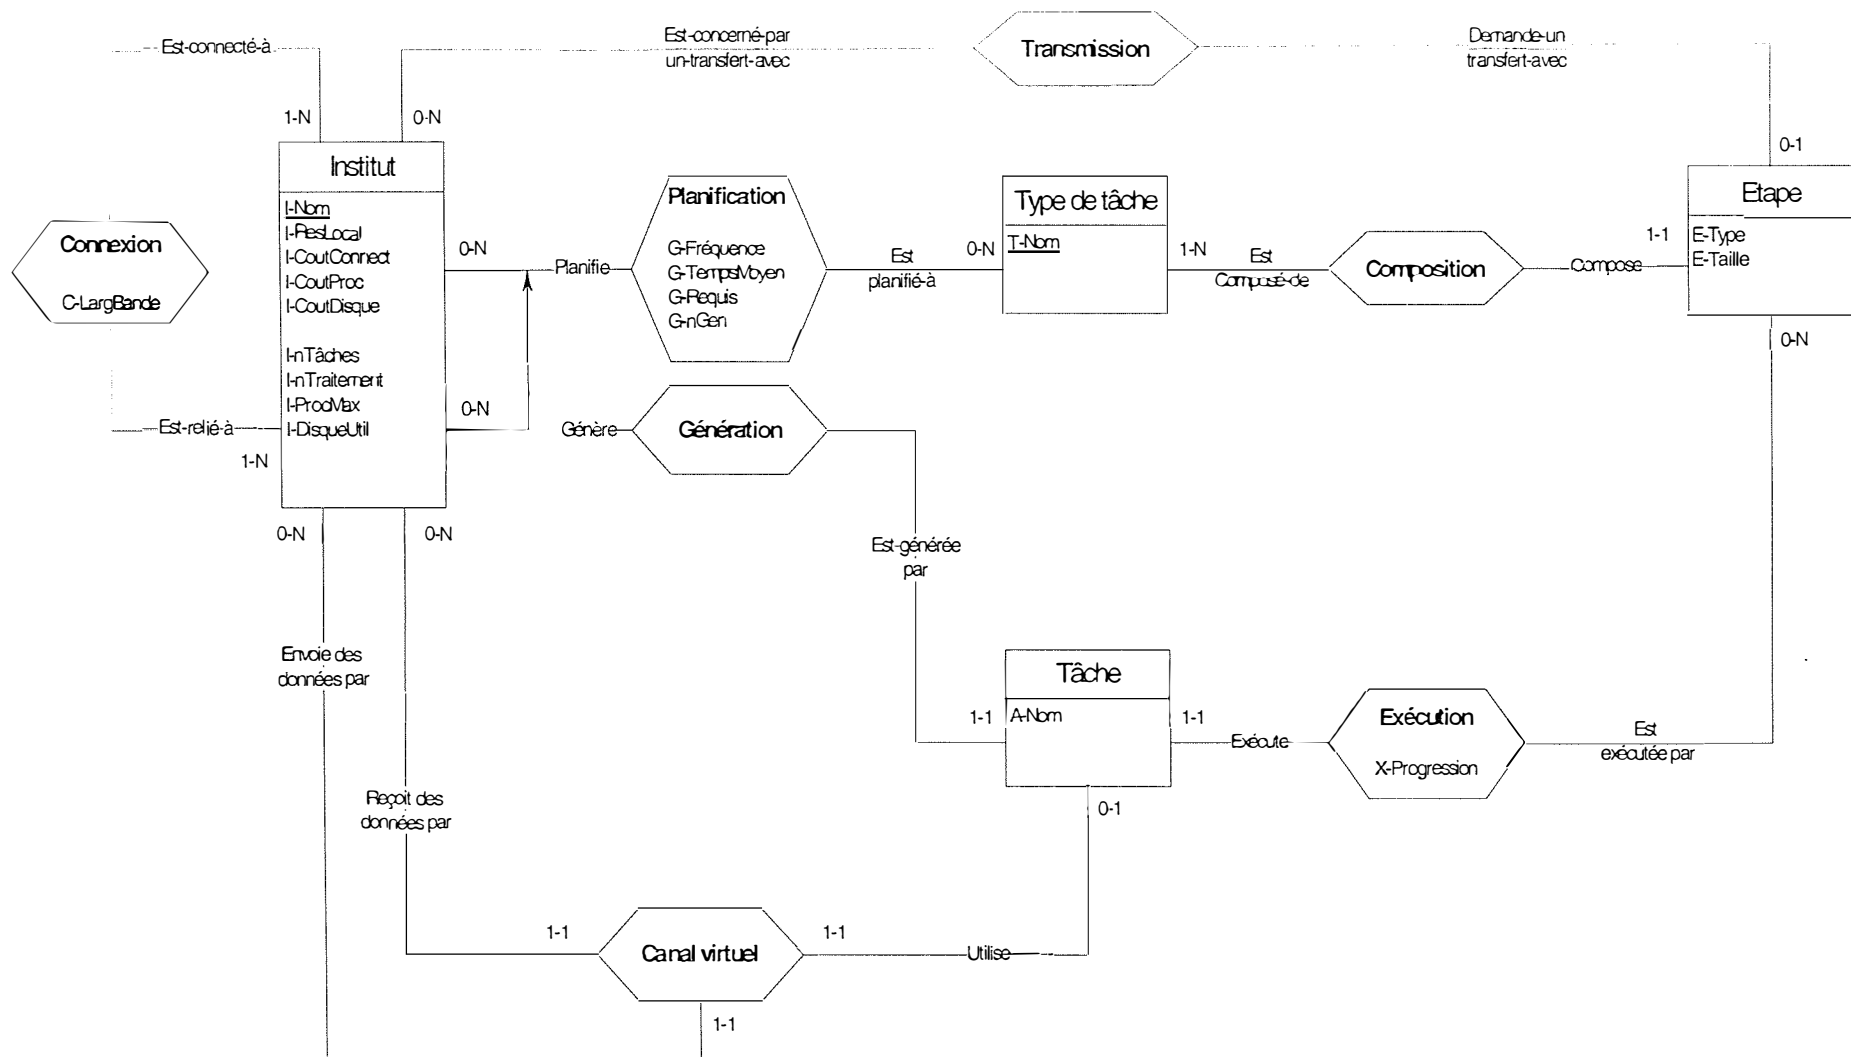 Est-connecté-à
Est-concerné-par
un-transfert-avec
Transmission
Demande-un
transfert-avec
1-N
0-N
0-1
Institut
I-Nom
I-ResLocal
I-CoutConnect
I-CoutProc
I-CoutDisque
I-nTâches
I-nTraitement
I-ProcMax
I-DisqueUtil
Connexion
C-LargBande
Est-relié-à
1-N
0-N
0-N
Planifie
Planification
G-Fréquence
G-TempsMoyen
G-Requis
G-nGen
Est
planifié-à
0-N
Type de tâche
T-Nom
1-N
Est
Composé-de
Composition
Compose
1-1
Etape
E-Type
E-Taille
0-N
Génère
Génération
Est-générée
par
0-N
0-N
Envoie des
données par
Reçoit des
données par
1-1
Tâche
A-Nom
1-1
Exécute
Exécution
X-Progression
Est
exécutée par
0-1
1-1
Canal virtuel
1-1
Utilise
1-1